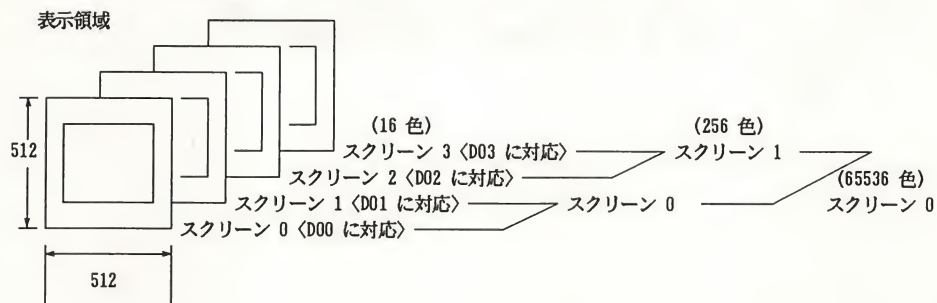 表示領域
512
(16 色)
スクリーン 3〈D03 に対応〉
スクリーン 2〈D02 に対応〉
スクリーン 1〈D01 に対応〉
スクリーン 0〈D00 に対応〉
(256 色)
スクリーン 1
スクリーン 0
(65536 色)
スクリーン 0
512